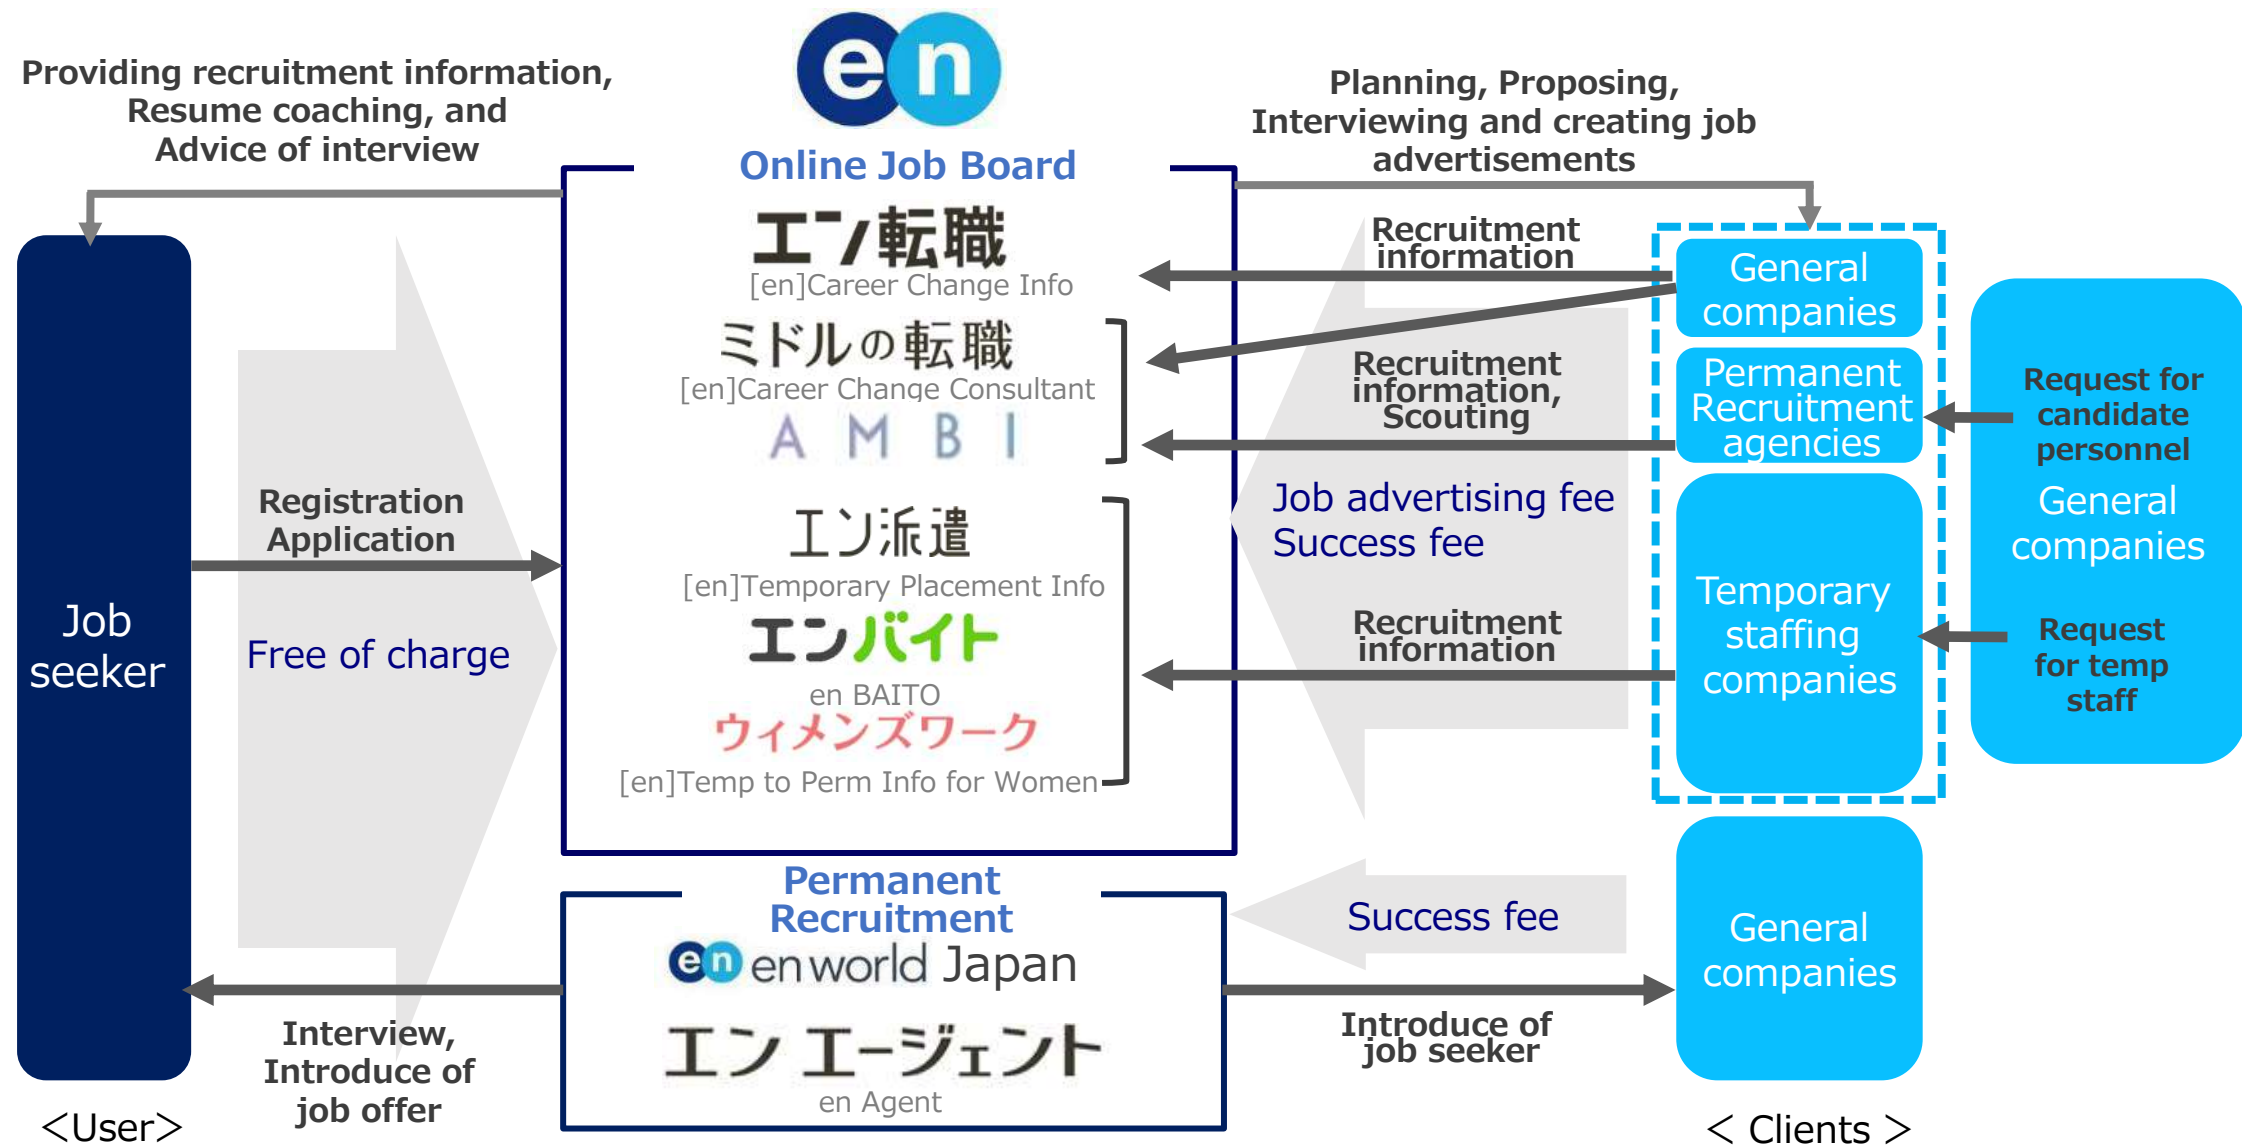 en
Providing recruitment information,
Resume coaching, and
Advice of interview
Planning, Proposing,
Interviewing and creating job
advertisements
Online Job Board
エン転職
[en]Career Change Info
ミドルの転職
[en]Career Change Consultant
AMBI
エン派遣
[en]Temporary Placement Info
エンバイト
en BAITO
ウィメンズワーク
[en]Temp to Perm Info for Women
Registration
Application
Free of charge
Job
seeker
<User>
Recruitment
information
Recruitment
information,
Scouting
Job advertising fee
Success fee
Recruitment
information
General
companies
Permanent
Recruitment
agencies
Temporary
staffing
companies
Request for
candidate
personnel
General
companies
Request
for temp
staff
Permanent
Recruitment
en en world Japan
エン エージェント
en Agent
Interview,
Introduce of
job offer
Success fee
Introduce of
job seeker
General
companies
< Clients >